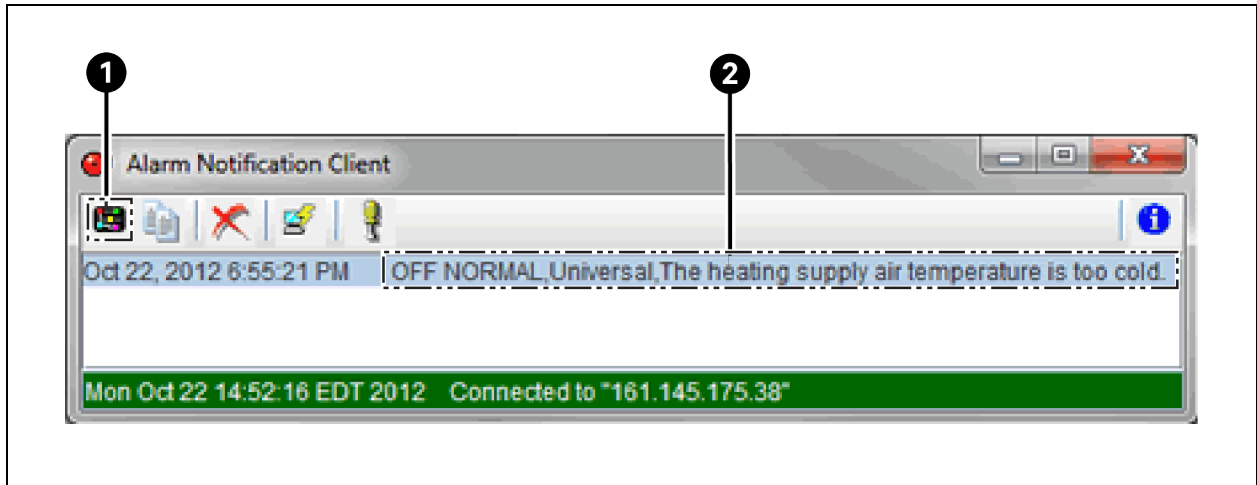 1
2
Alarm Notification Client
Oct 22, 2012 6:55:21 PM OFF NORMAL,Universal,The heating supply air temperature is too cold.
Mon Oct 22 14:52:16 EDT 2012 Connected to "161.145.175.38"